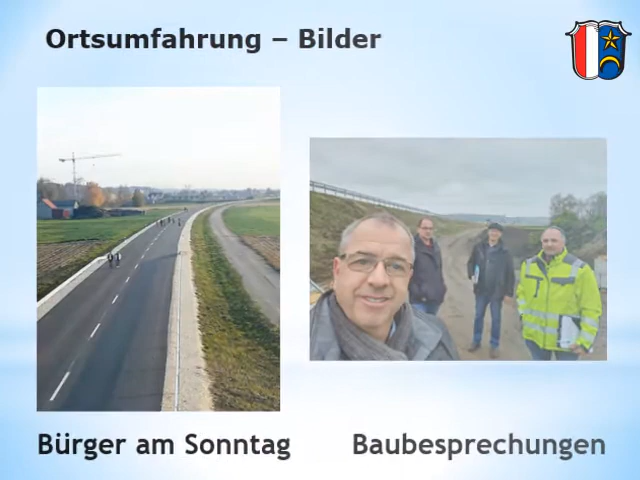 Ortsumfahrung – Bilder
Bürger am Sonntag
Baubesprechungen